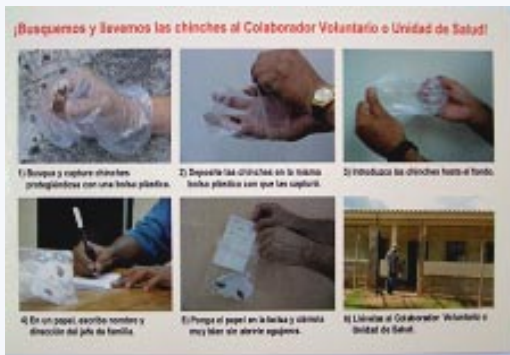 ¡Busquemos y llevemos las chinches al Colaborador Voluntario o Unidad de Salud!
1) Busque y capture chinches
protegiéndose con una bolsa plástica.
2) Deposite las chinches en la misma
bolsa plástica con que las capturó.
3) Introduzca las chinches hasta el fondo.
4) En un papel, escriba nombre y
dirección del jefe de familia.
5) Ponga el papel en la bolsa y ciérrela
muy bien sin abrirle agujeros.
6) Llévelas al Colaborador Voluntario o
Unidad de Salud.